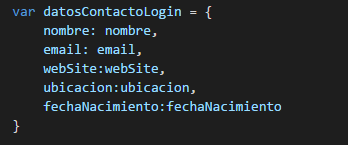 var datosContactoLogin = {
    nombre: nombre,
    email: email,
    webSite:webSite,
    ubicacion:ubicacion,
    fechaNacimiento:fechaNacimiento
}